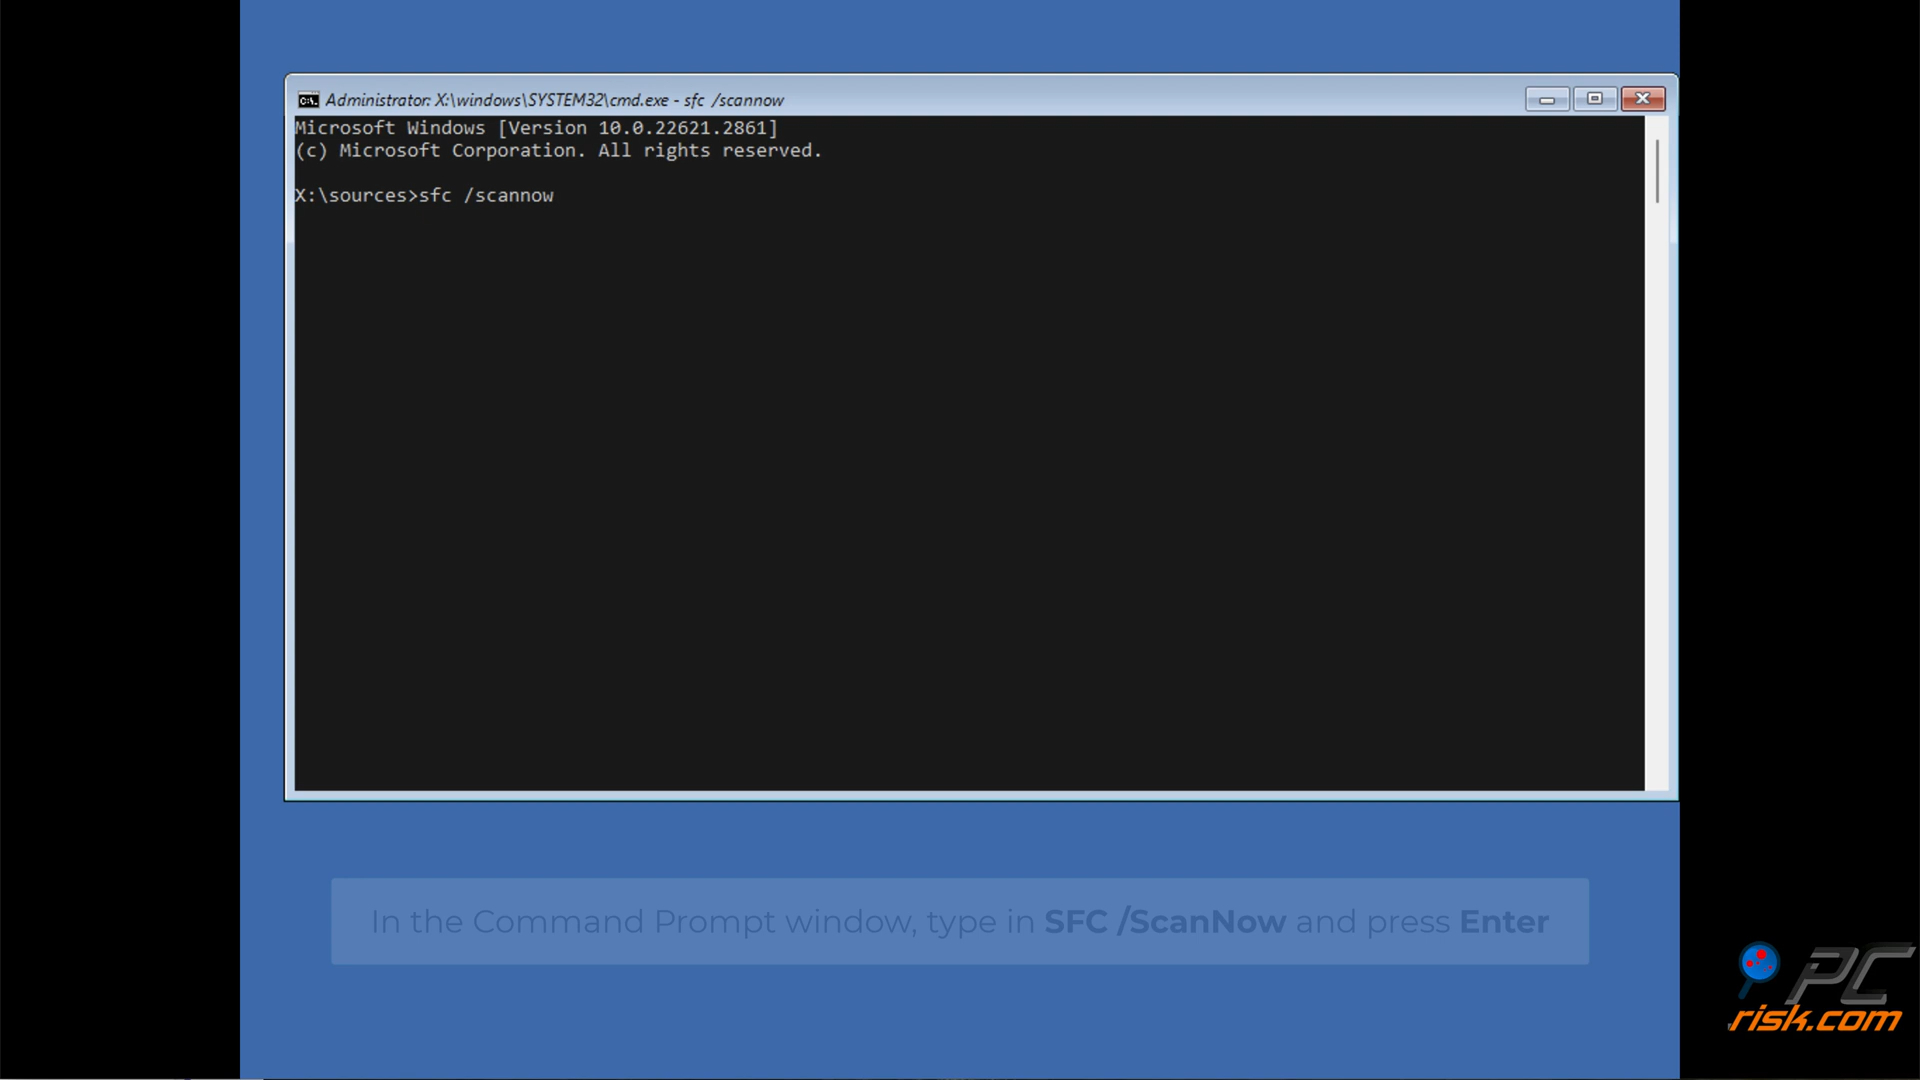 Administrator: X:\windows\SYSTEM32\cmd.exe - sfc /scannow
Microsoft Windows [Version 10.0.22621.2861]
(c) Microsoft Corporation. All rights reserved.
X:\sources>sfc /scannow
In the Command Prompt window, type in SFC /ScanNow and press Enter
PC
risk.com